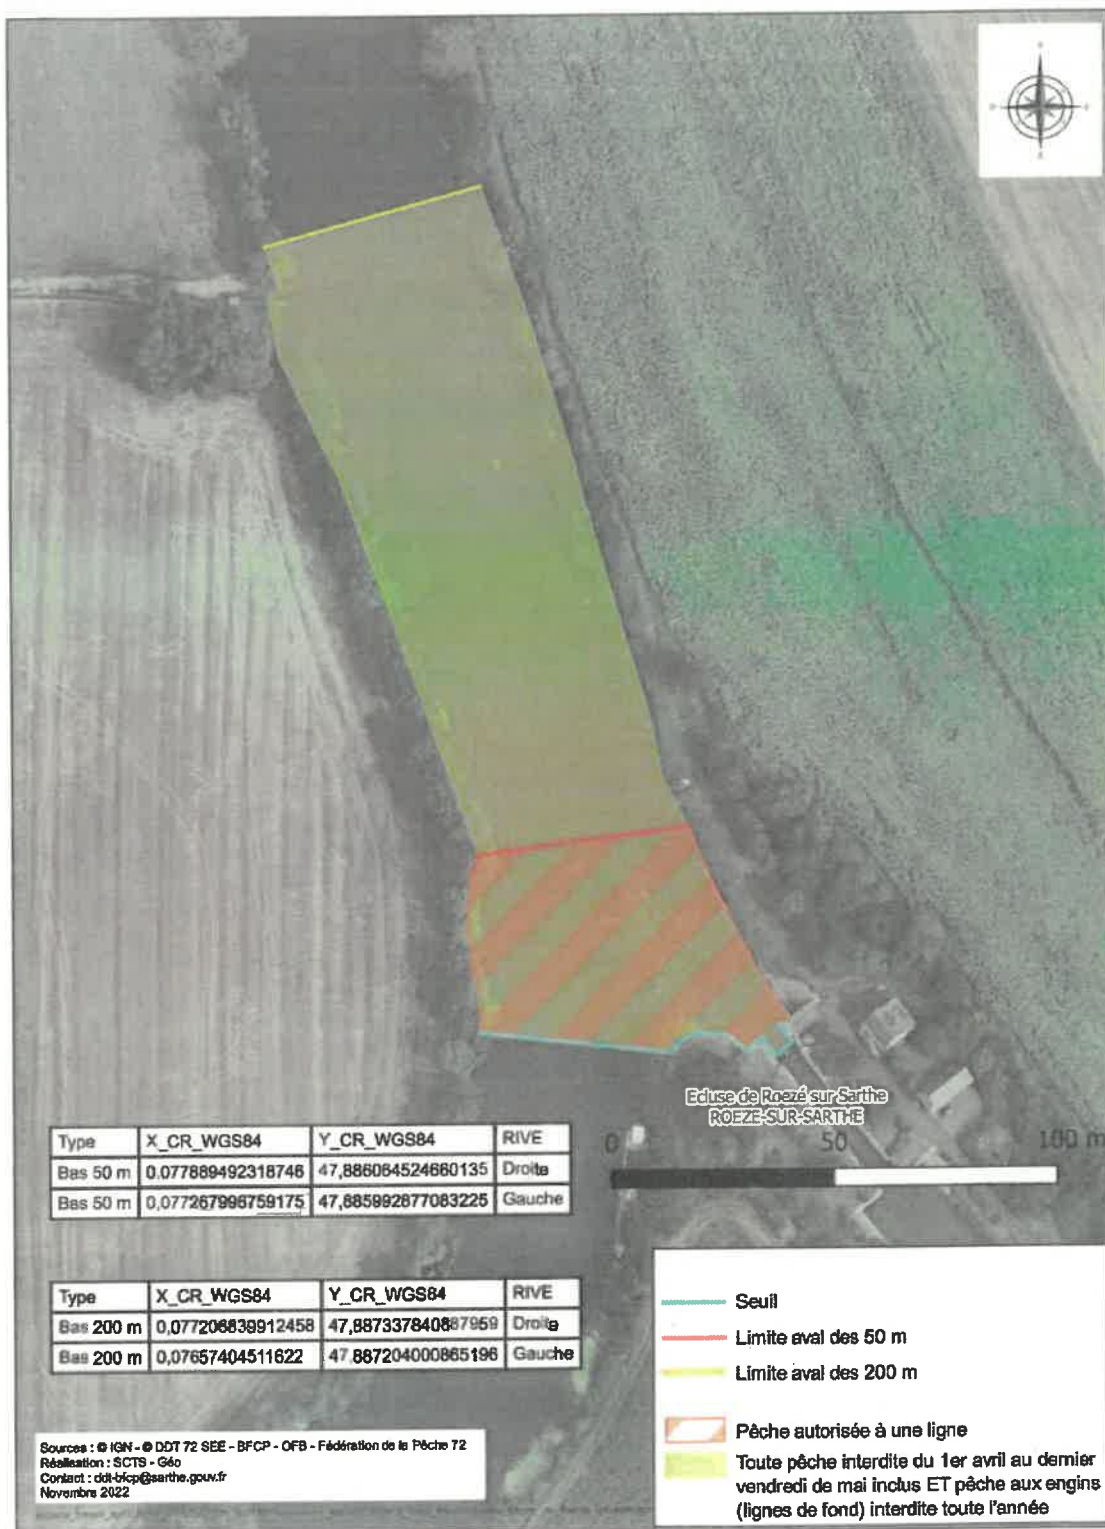 Ecluse de Roezé sur Sarthe
ROEZE-SUR-SARTHE
0 50 100 m
Type X_CR_WGS84 Y_CR_WGS84 RIVE
Bas 50 m 0,077889492318746 47,886064524660135 Droite
Bas 50 m 0,077267996759175 47,885992877083225 Gauche
Type X_CR_WGS84 Y_CR_WGS84 RIVE
Bas 200 m 0,077206839912458 47,887337840887959 Droite
Bas 200 m 0,07657404511622 47,887204000865196 Gauche
Seuil
Limite aval des 50 m
Limite aval des 200 m
Pêche autorisée à une ligne
Toute pêche interdite du 1er avril au dernier
vendredi de mai inclus ET pêche aux engins
(lignes de fond) interdite toute l'année
Sources : © IGN - © DDT 72 SEE - BFCP - OFB - Fédération de la Pêche 72
Réalisation : SCTS - Géo
Contact : ddt-bfcp@sarthe.gouv.fr
Novembre 2022